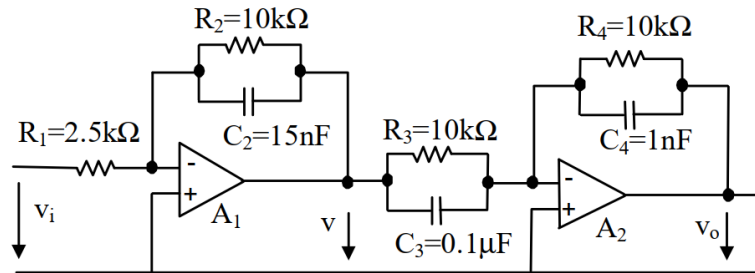 R₂=10kΩ
R₄=10kΩ
R₁=2.5kΩ
C₂=15nF
R₃=10kΩ
C₄=1nF
-
+
-
+
vᵢ
A₁
v
C₃=0.1μF
A₂
vₒ